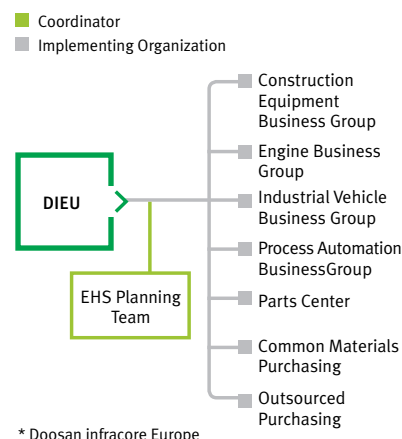 Coordinator
Implementing Organization
Construction
Equipment
Business Group
Engine Business
Group
Industrial Vehicle
Business Group
Process Automation
BusinessGroup
Parts Center
Common Materials
Purchasing
Outsourced
Purchasing
DIEU
EHS Planning
Team
* Doosan infracore Europe